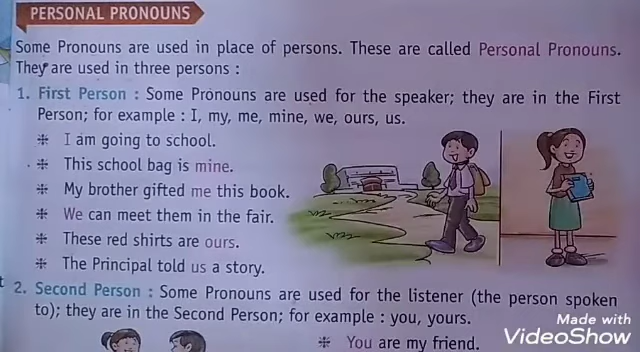 PERSONAL PRONOUNS
Some Pronouns are used in place of persons. These are called Personal Pronouns.
They are used in three persons :
1. First Person : Some Pronouns are used for the speaker; they are in the First
Person; for example : I, my, me, mine, we, ours, us.
⁜ I am going to school.
⁜ This school bag is mine.
⁜ My brother gifted me this book.
⁜ We can meet them in the fair.
⁜ These red shirts are ours.
⁜ The Principal told us a story.
2. Second Person : Some Pronouns are used for the listener (the person spoken
to); they are in the Second Person; for example : you, yours.
⁜ You are my friend.
Made with
VideoShow